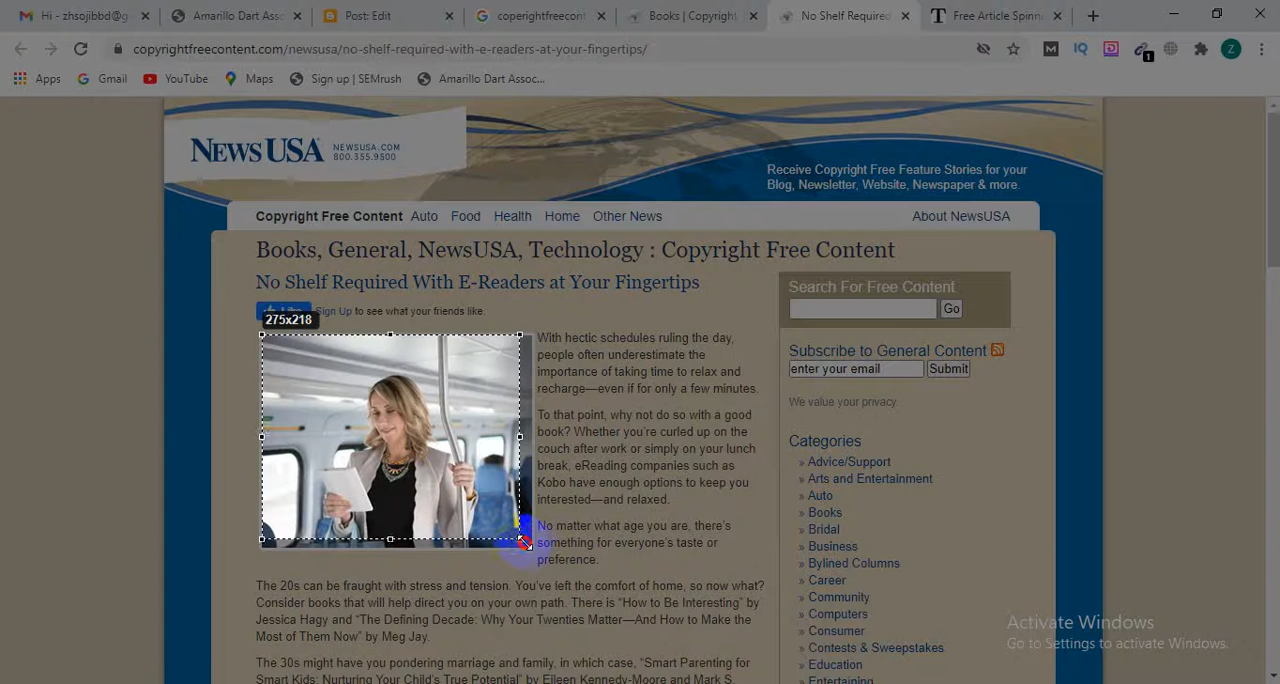 Hi - zhsojibbd@g
Amarillo Dart Asso
Post: Edit
coperightfreecont
Books | Copyright
No Shelf Required
Free Article Spinn
copyrightfreecontent.com/newsusa/no-shelf-required-with-e-readers-at-your-fingertips/
1
Z
Apps
Gmail
YouTube
Maps
Sign up | SEMrush
Amarillo Dart Assoc...
NEWSUSA
NEWSUSA.COM
800.355.9500
Receive Copyright Free Feature Stories for your
Blog, Newsletter, Website, Newspaper & more.
Copyright Free Content Auto Food Health Home Other News About NewsUSA
Books, General, NewsUSA, Technology : Copyright Free Content
No Shelf Required With E-Readers at Your Fingertips
Like Sign Up to see what your friends like.
275x218
With hectic schedules ruling the day,
people often underestimate the
importance of taking time to relax and
recharge—even if for only a few minutes.
To that point, why not do so with a good
book? Whether you're curled up on the
couch after work or simply on your lunch
break, eReading companies such as
Kobo have enough options to keep you
interested—and relaxed.
No matter what age you are, there's
something for everyone's taste or
preference.
The 20s can be fraught with stress and tension. You've left the comfort of home, so now what?
Consider books that will help direct you on your own path. There is “How to Be Interesting” by
Jessica Hagy and “The Defining Decade: Why Your Twenties Matter—And How to Make the
Most of Them Now” by Meg Jay.
The 30s might have you pondering marriage and family, in which case, “Smart Parenting for
Smart Kids: Nurturing Your Child's True Potential” by Eileen Kennedy-Moore and Mark S.
Search For Free Content
Go
Subscribe to General Content
enter your email
Submit
We value your privacy.
Categories
» Advice/Support
» Arts and Entertainment
» Auto
» Books
» Bridal
» Business
» Bylined Columns
» Career
» Community
» Computers
» Consumer
» Contests & Sweepstakes
» Education
» Entertaining
Activate Windows
Go to Settings to activate Windows.